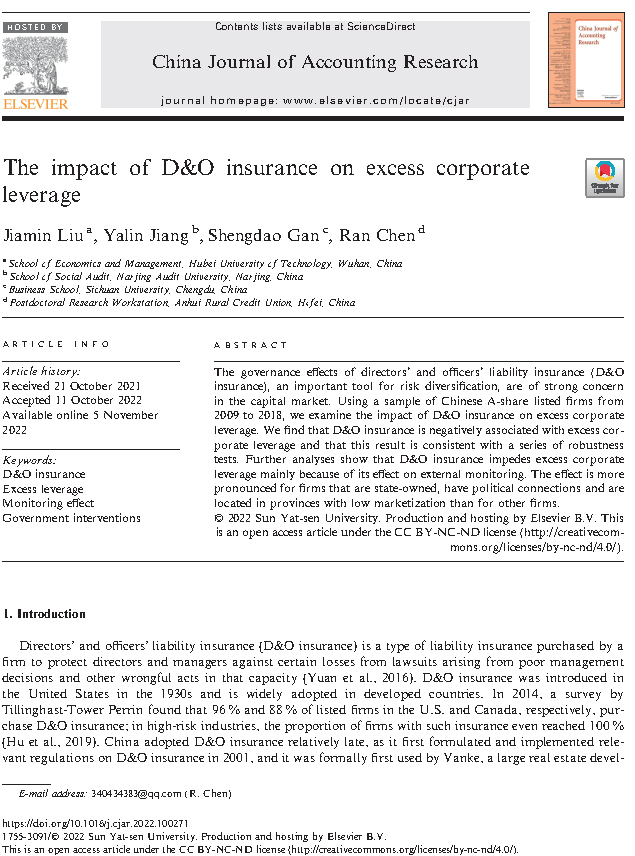 HOSTED BY
ELSEVIER
Contents lists available at ScienceDirect
China Journal of Accounting Research
journal homepage: www.elsevier.com/locate/cjar
China Journal of
Accounting
Research
The impact of D&O insurance on excess corporate
leverage
Check for
updates
Jiamin Liu a, Yalin Jiang b, Shengdao Gan c, Ran Chen d
a School of Economics and Management, Hubei University of Technology, Wuhan, China
b School of Social Audit, Nanjing Audit University, Nanjing, China
c Business School, Sichuan University, Chengdu, China
d Postdoctoral Research Workstation, Anhui Rural Credit Union, Hefei, China
ARTICLE INFO
Article history:
Received 21 October 2021
Accepted 11 October 2022
Available online 5 November
2022
Keywords:
D&O insurance
Excess leverage
Monitoring effect
Government interventions
ABSTRACT
The governance effects of directors' and officers' liability insurance (D&O
insurance), an important tool for risk diversification, are of strong concern
in the capital market. Using a sample of Chinese A-share listed firms from
2009 to 2018, we examine the impact of D&O insurance on excess corporate
leverage. We find that D&O insurance is negatively associated with excess cor-
porate leverage and that this result is consistent with a series of robustness
tests. Further analyses show that D&O insurance impedes excess corporate
leverage mainly because of its effect on external monitoring. The effect is more
pronounced for firms that are state-owned, have political connections and are
located in provinces with low marketization than for other firms.
© 2022 Sun Yat-sen University. Production and hosting by Elsevier B.V. This
is an open access article under the CC BY-NC-ND license (http://creativecom-
mons.org/licenses/by-nc-nd/4.0/).
1. Introduction
Directors' and officers' liability insurance (D&O insurance) is a type of liability insurance purchased by a
firm to protect directors and managers against certain losses from lawsuits arising from poor management
decisions and other wrongful acts in that capacity (Yuan et al., 2016). D&O insurance was introduced in
the United States in the 1930s and is widely adopted in developed countries. In 2014, a survey by
Tillinghast-Tower Perrin found that 96 % and 88 % of listed firms in the U.S. and Canada, respectively, pur-
chase D&O insurance; in high-risk industries, the proportion of firms with such insurance even reached 100 %
(Hu et al., 2019). China adopted D&O insurance relatively late, as it first formulated and implemented rele-
vant regulations on D&O insurance in 2001, and it was formally first used by Vanke, a large real estate devel-
E-mail address: 340434383@qq.com (R. Chen)
https://doi.org/10.1016/j.cjar.2022.100271
1755-3091/© 2022 Sun Yat-sen University. Production and hosting by Elsevier B.V.
This is an open access article under the CC BY-NC-ND license (http://creativecommons.org/licenses/by-nc-nd/4.0/).